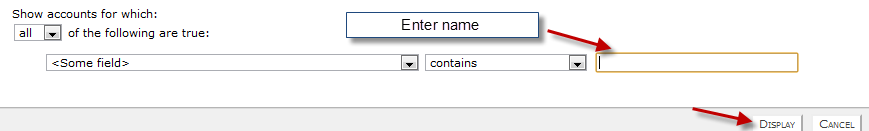 Show accounts for which:
all of the following are true:
Enter name
<Some field> contains
DISPLAY CANCEL